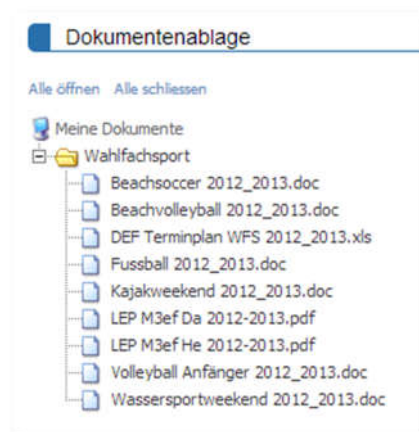 Dokumentenablage
Alle öffnen Alle schliessen
Meine Dokumente
Wahlfachsport
Beachsoccer 2012_2013.doc
Beachvolleyball 2012_2013.doc
DEF Terminplan WFS 2012_2013.xls
Fussball 2012_2013.doc
Kajakweekend 2012_2013.doc
LEP M3ef Da 2012-2013.pdf
LEP M3ef He 2012-2013.pdf
Volleyball Anfänger 2012_2013.doc
Wassersportweekend 2012_2013.doc